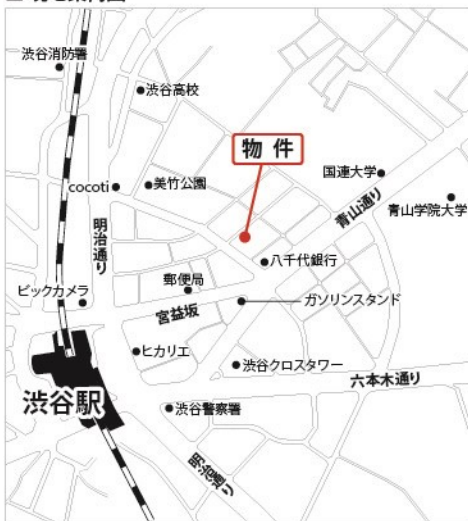 渋谷消防署
渋谷高校
物件
国連大学
cocoti
美竹公園
青山通り
青山学院大学
明治通り
八千代銀行
郵便局
ビックカメラ
ガソリンスタンド
宮益坂
ヒカリエ
渋谷クロスタワー
六本木通り
渋谷駅
渋谷警察署
明治通り